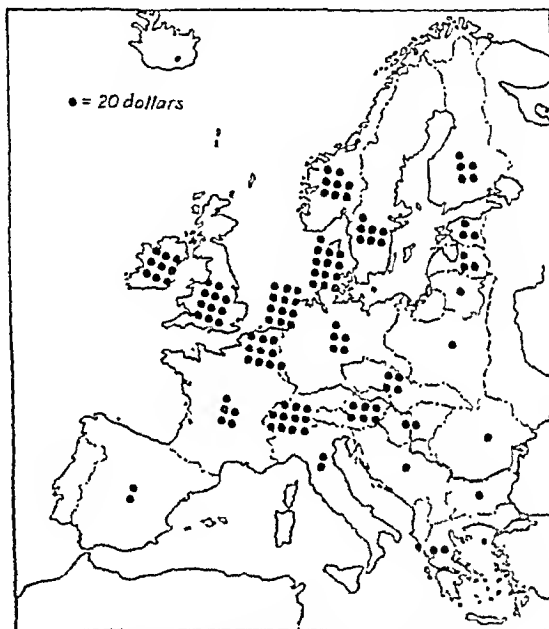 ● = 20 dollars